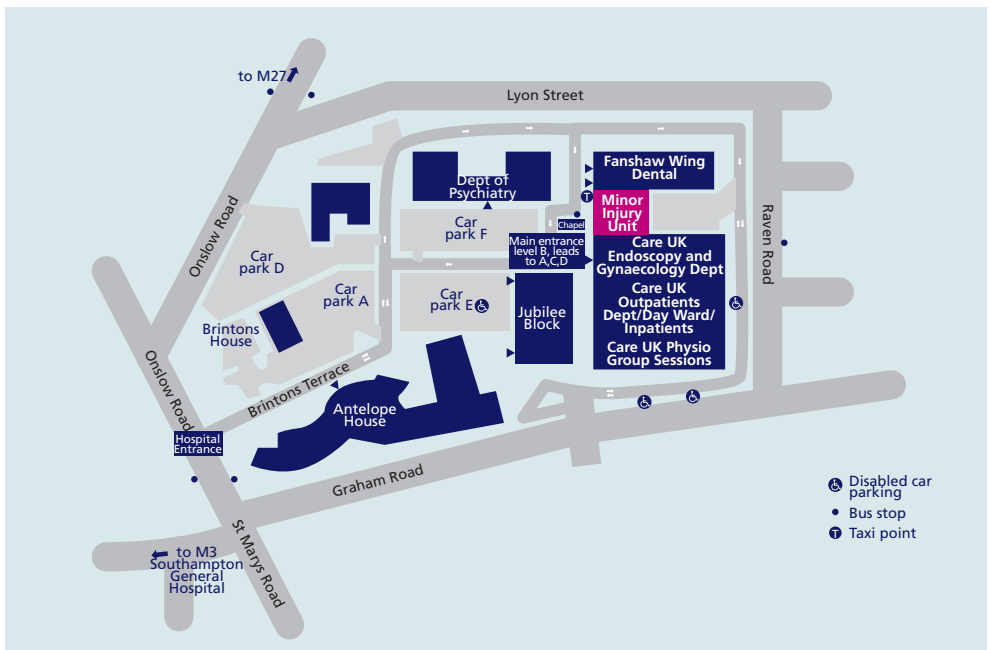 to M27
Lyon Street
Fanshaw Wing
Dental
Dept of
Psychiatry
T
Minor
Injury
Unit
Chapel
Car
park F
Onslow Road
Raven Road
Main entrance
level B, leads
to A,C,D
Care UK
Endoscopy and
Gynaecology Dept
Car
park D
Car
park A
Car
park E
Jubilee
Block
Care UK
Outpatients
Dept/Day Ward/
Inpatients
Care UK Physio
Group Sessions
Brintons
House
Onslow Road
Brintons Terrace
Antelope
House
Hospital
Entrance
Graham Road
St Marys Road
to M3
Southampton
General
Hospital
Disabled car
parking
Bus stop
T Taxi point